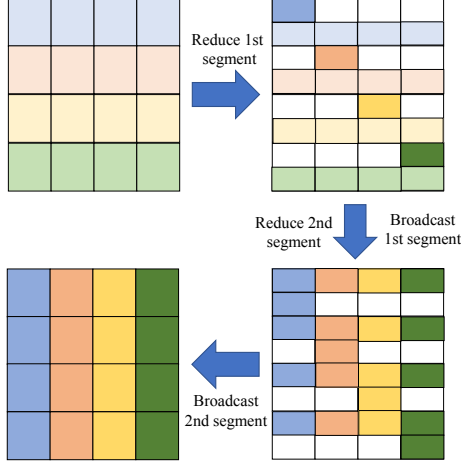 Reduce 1st
segment
Reduce 2nd
segment
Broadcast
1st segment
Broadcast
2nd segment